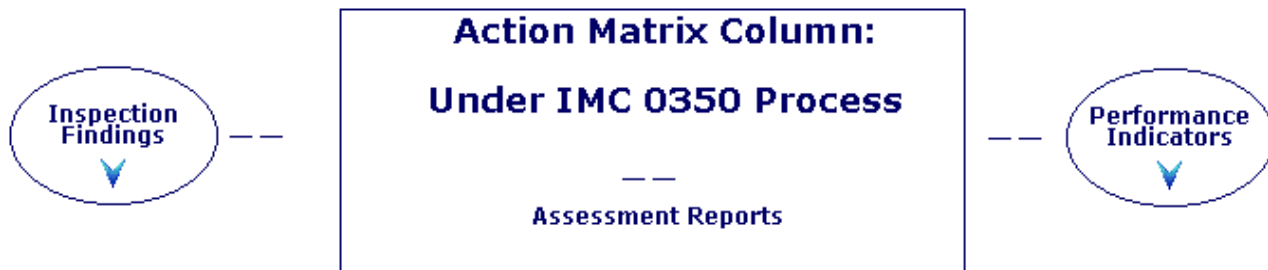 Action Matrix Column:
Under IMC 0350 Process
Inspection
Findings
Performance
Indicators
Assessment Reports